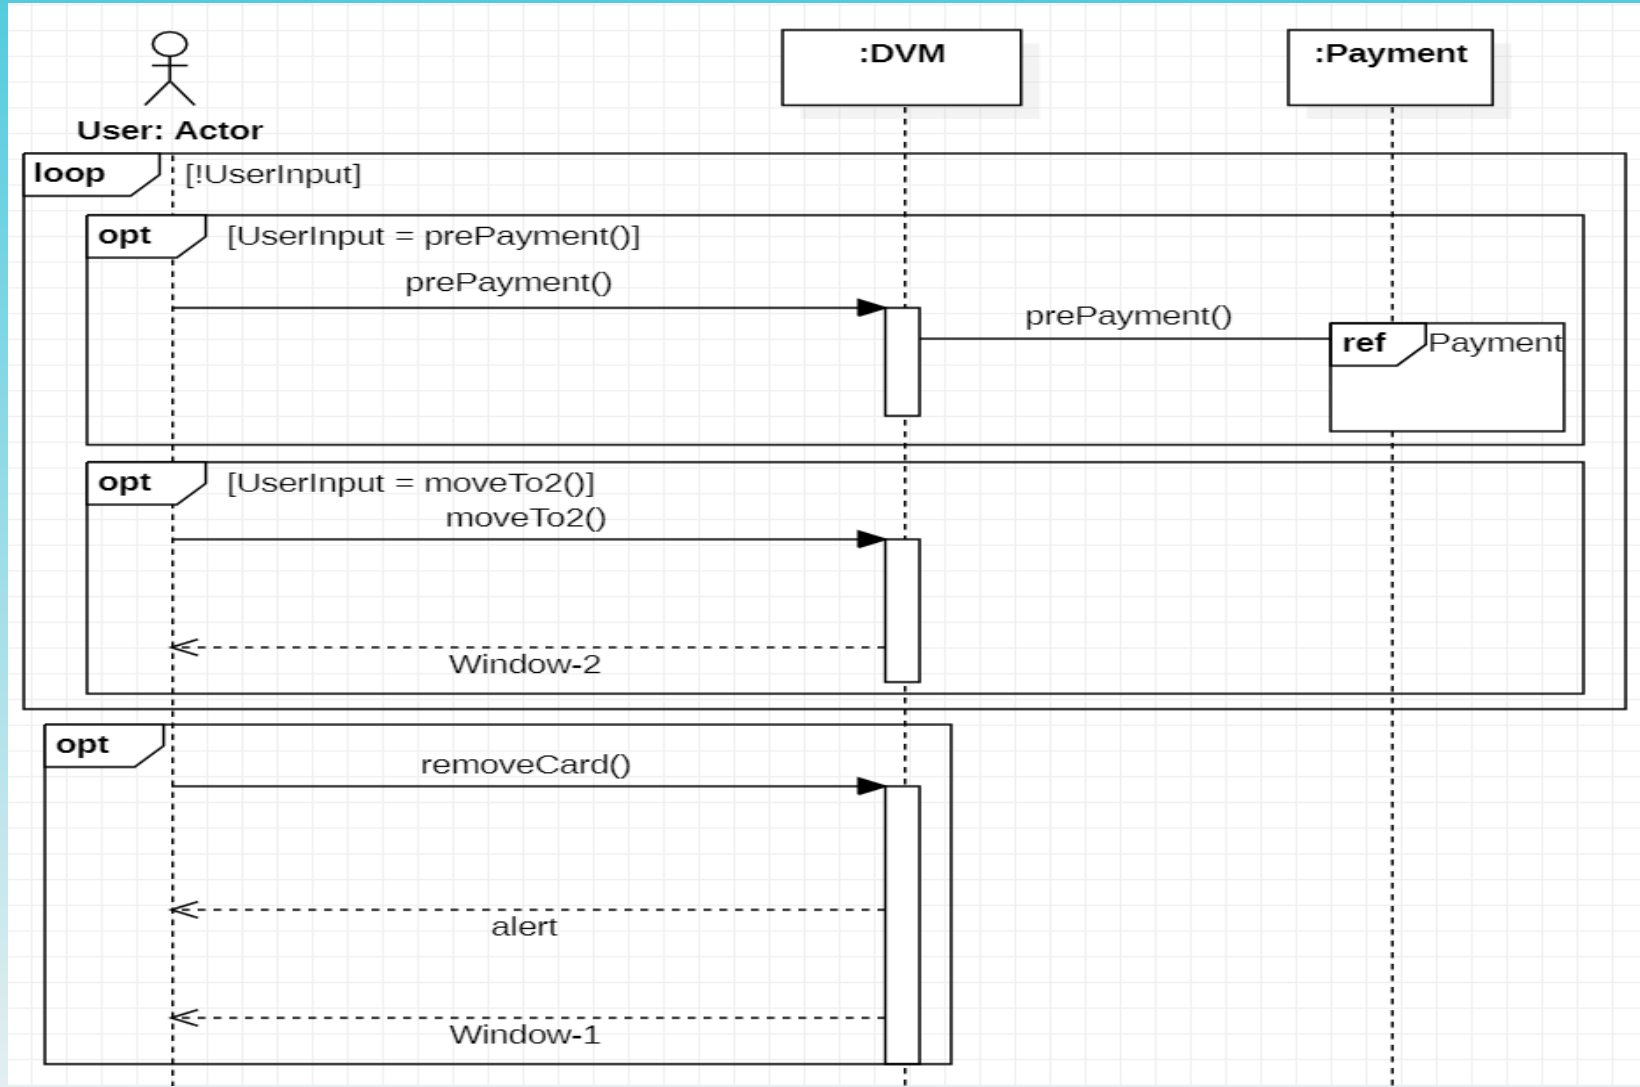 :DVM
:Payment
User: Actor
loop
[!UserInput]
opt
[UserInput = prePayment()]
prePayment()
prePayment()
ref
Payment
opt
[UserInput = moveTo2()]
moveTo2()
Window-2
opt
removeCard()
alert
Window-1